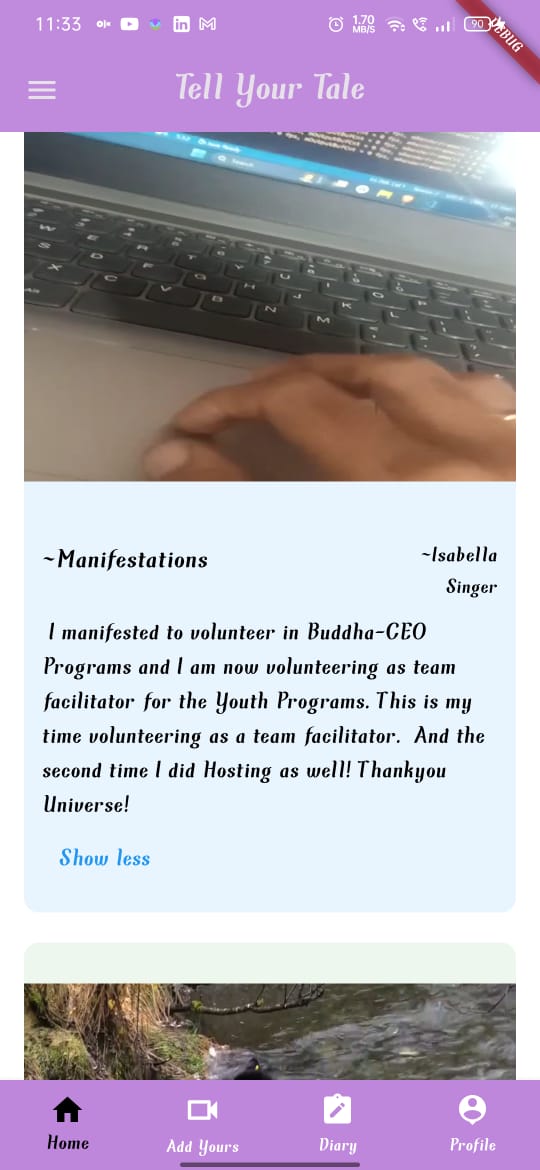 11:33
1.70
MB/S
90
DEBUG
Tell Your Tale
Search
W E R T Y U I
S D F G H J K L
X C V B N M
~Manifestations
~Isabella
Singer
I manifested to volunteer in Buddha-CEO
Programs and I am now volunteering as team
facilitator for the Youth Programs. This is my
time volunteering as a team facilitator.  And the
second time I did Hosting as well! Thankyou
Universe!
Show less
Home
Add Yours
Diary
Profile